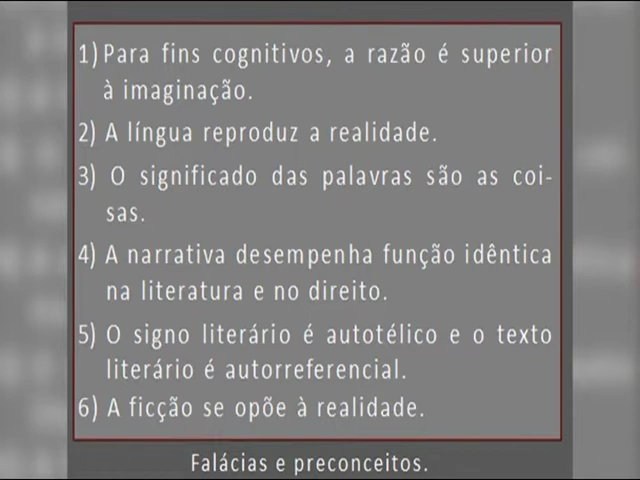 1) Para fins cognitivos, a razão é superior
à imaginação.
2) A língua reproduz a realidade.
3) O significado das palavras são as coi-
sas.
4) A narrativa desempenha função idêntica
na literatura e no direito.
5) O signo literário é autotélico e o texto
literário é autorreferencial.
6) A ficção se opõe à realidade.
Falácias e preconceitos.